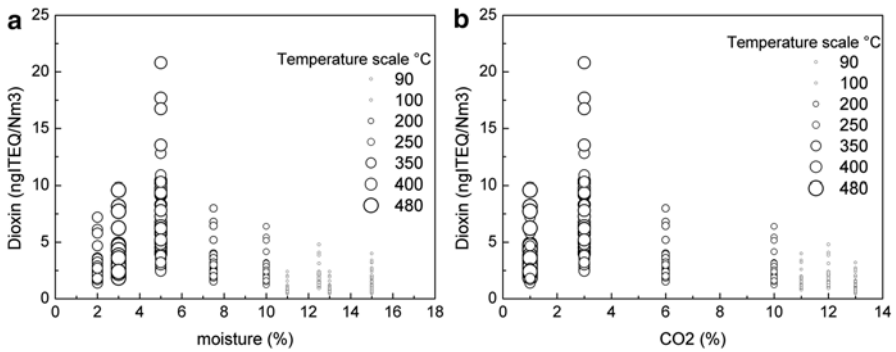 a
Dioxin (ngITEQ/Nm3)
25
20
15
10
5
0
Temperature scale °C
90
100
200
250
350
400
480
0 2 4 6 8 10 12 14 16 18
moisture (%)
b
Dioxin (ngITEQ/Nm3)
25
20
15
10
5
0
Temperature scale °C
90
100
200
250
350
400
480
0 2 4 6 8 10 12 14
CO2 (%)